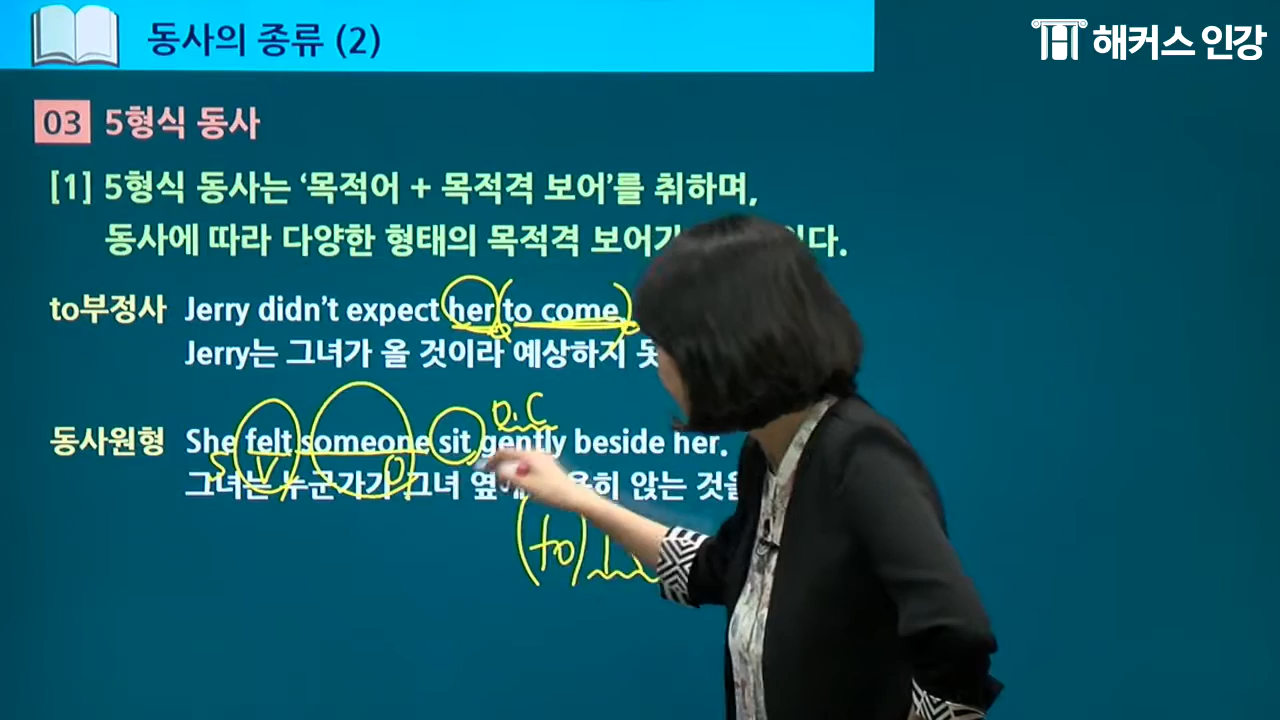 동사의 종류 (2)
해커스 인강
03 5형식 동사
[1] 5형식 동사는 ‘목적어 + 목적격 보어’를 취하며,
동사에 따라 다양한 형태의 목적격 보어가
to부정사 Jerry didn’t expect her to come.
Jerry는 그녀가 올 것이라 예상하지 못
O.C
동사원형 She felt someone sit gently beside her.
S V O
그녀는 누군가가 그녀 옆에 앉는 것을
(to)